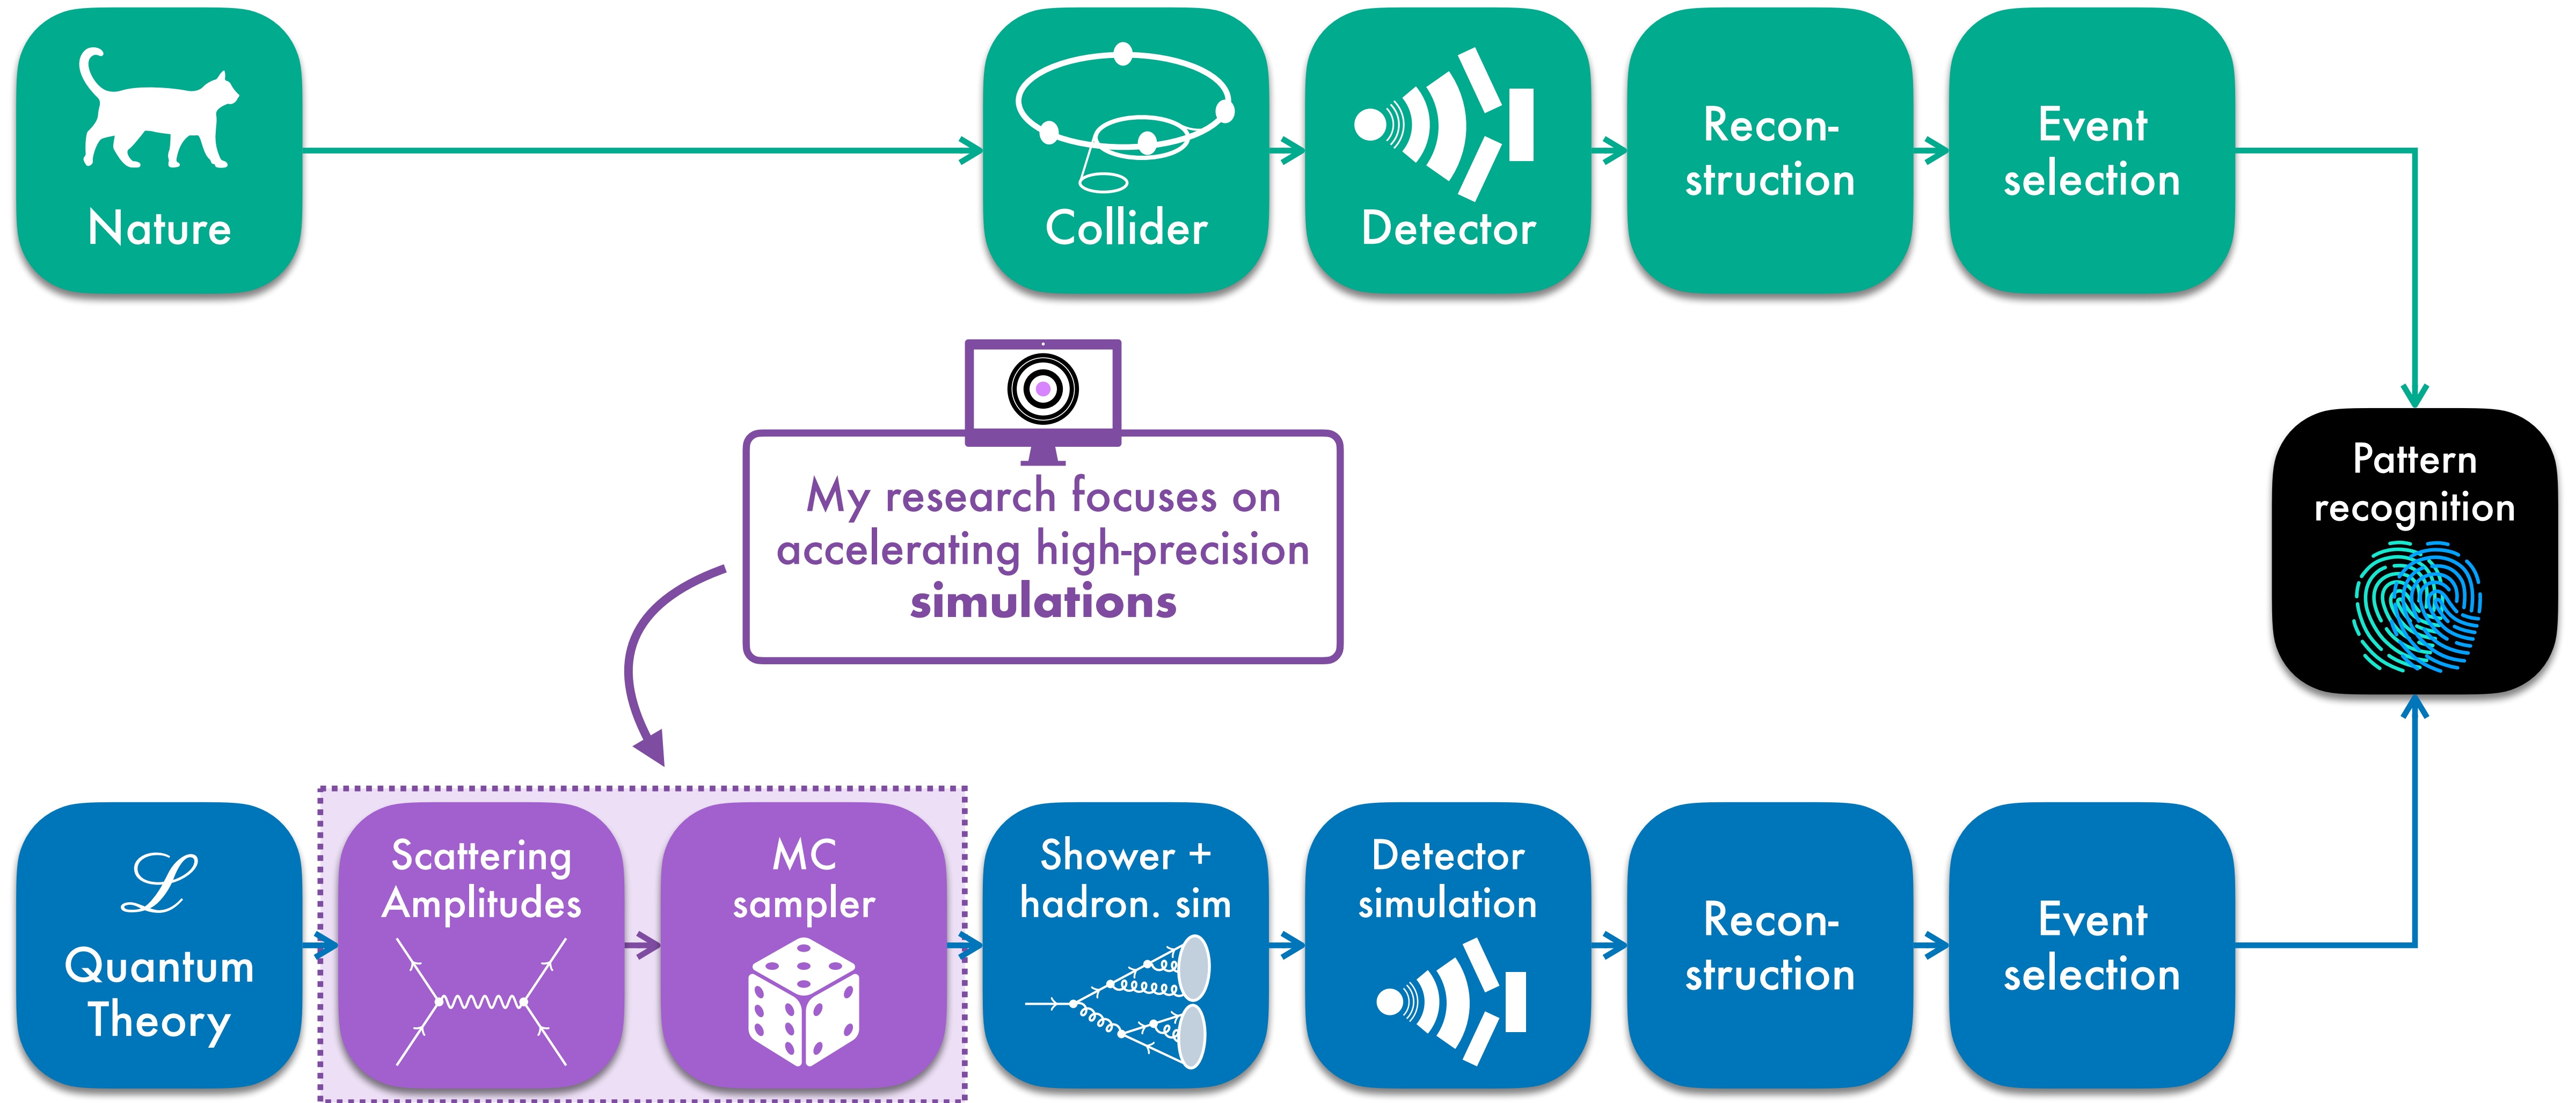 Nature
Collider
Detector
Recon-
struction
Event
selection
My research focuses on
accelerating high-precision
simulations
Pattern
recognition
ℒ
Quantum
Theory
Scattering
Amplitudes
MC
sampler
Shower +
hadron. sim
Detector
simulation
Recon-
struction
Event
selection